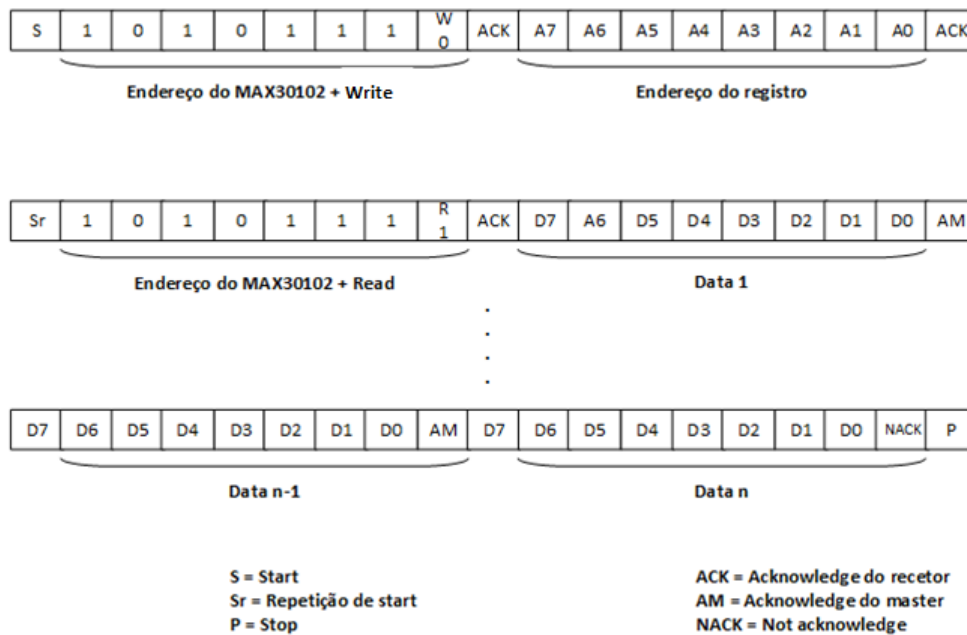 S 1 0 1 0 1 1 1 W 0 ACK A7 A6 A5 A4 A3 A2 A1 A0 ACK
Endereço do MAX30102 + Write Endereço do registro
Sr 1 0 1 0 1 1 1 R 1 ACK D7 A6 D5 D4 D3 D2 D1 D0 AM
Endereço do MAX30102 + Read Data 1
.
.
.
.
D7 D6 D5 D4 D3 D2 D1 D0 AM D7 D6 D5 D4 D3 D2 D1 D0 NACK P
Data n-1 Data n
S = Start ACK = Acknowledge do recetor
Sr = Repetição de start AM = Acknowledge do master
P = Stop NACK = Not acknowledge